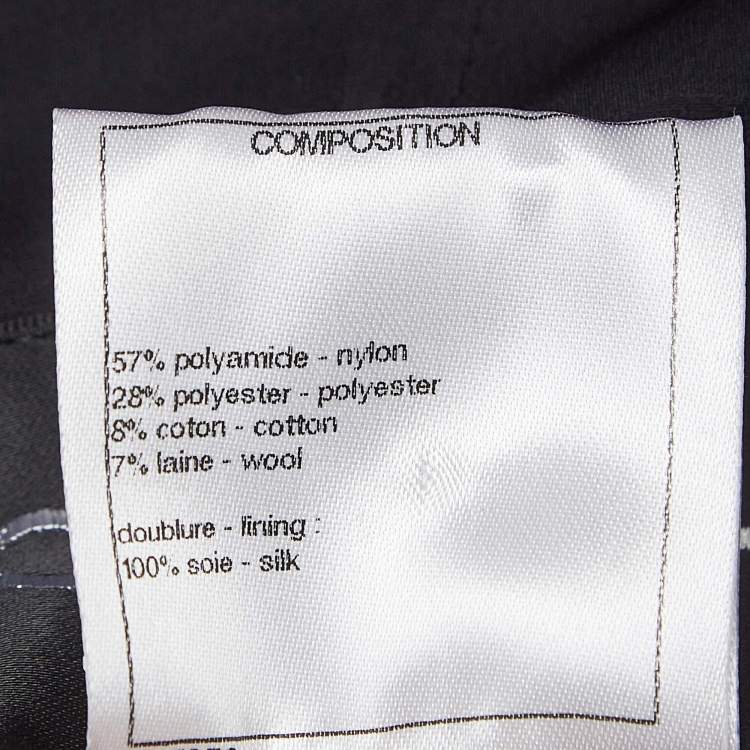 COMPOSITION
57% polyamide - nylon
28% polyester - polyester
8% coton - cotton
7% laine - wool
doublure - lining :
100% soie - silk